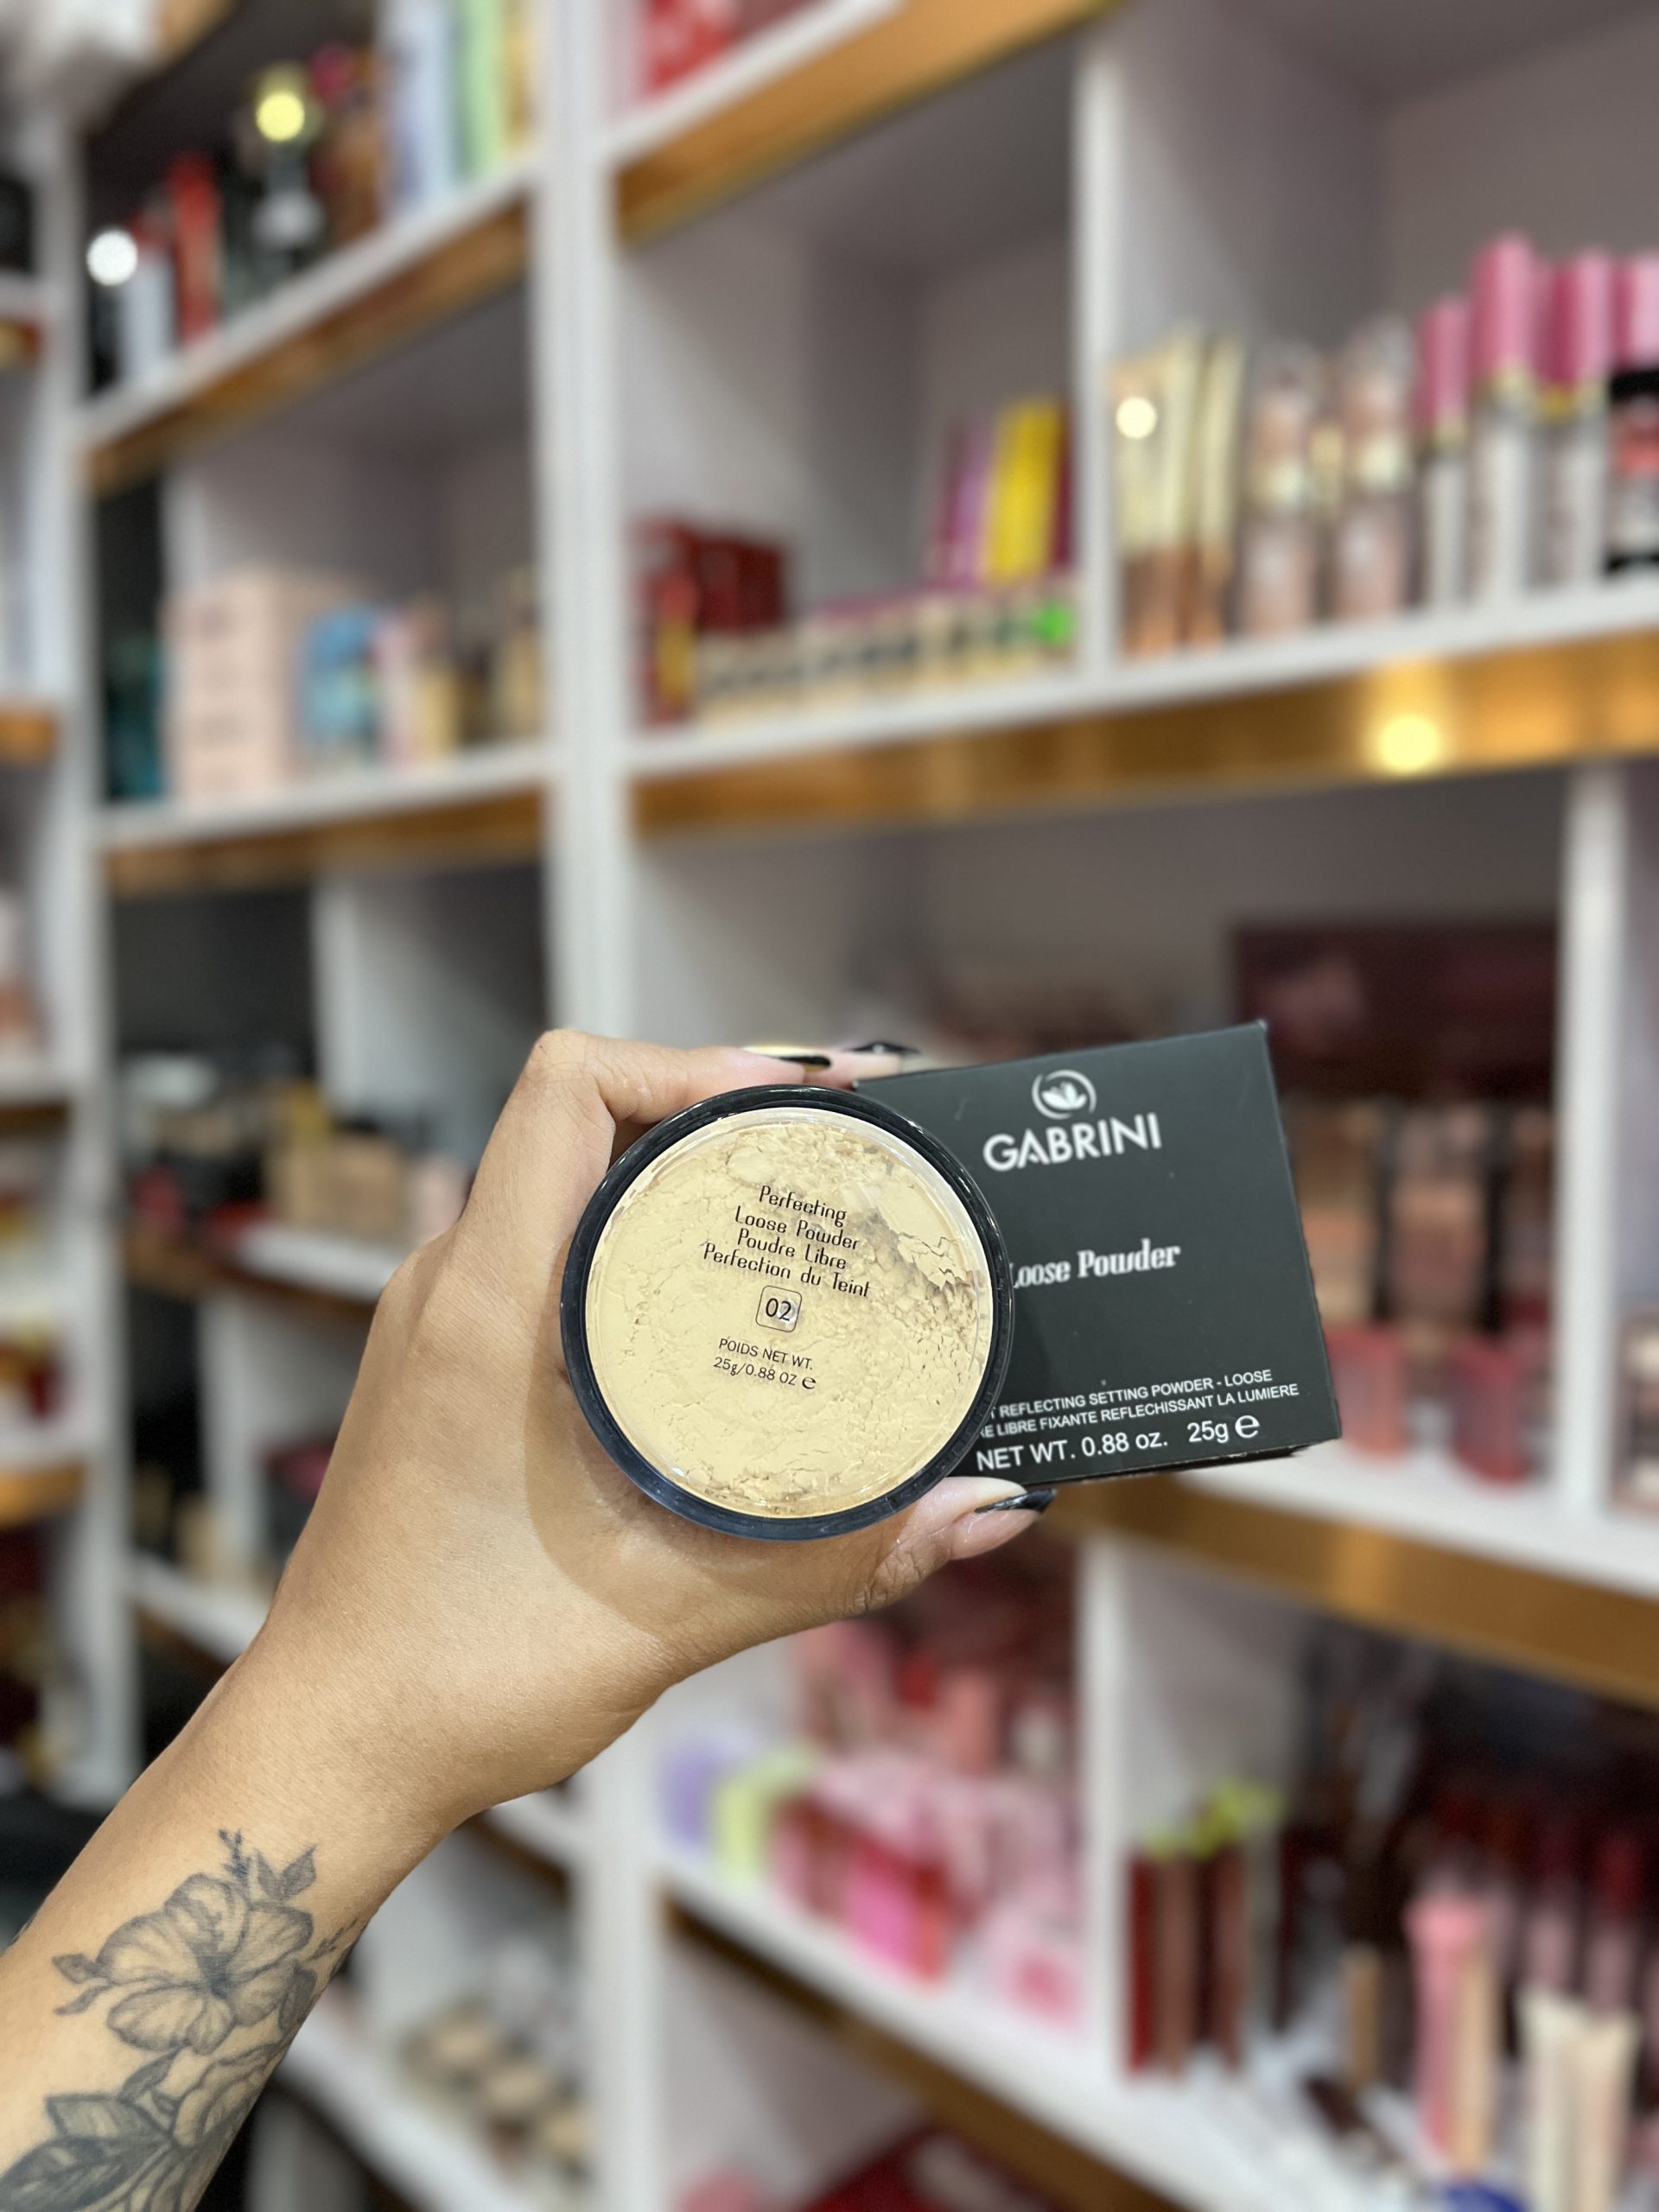 Perfecting
Loose Powder
Poudre Libre
Perfection du Teint
02
POIDS NET WT.
25g/0.88 OZ e
GABRINI
Loose Powder
REFLECTING SETTING POWDER - LOOSE
LIBRE FIXANTE REFLECHISSANT LA LUMIERE
NET WT. 0.88 oz. 25g e